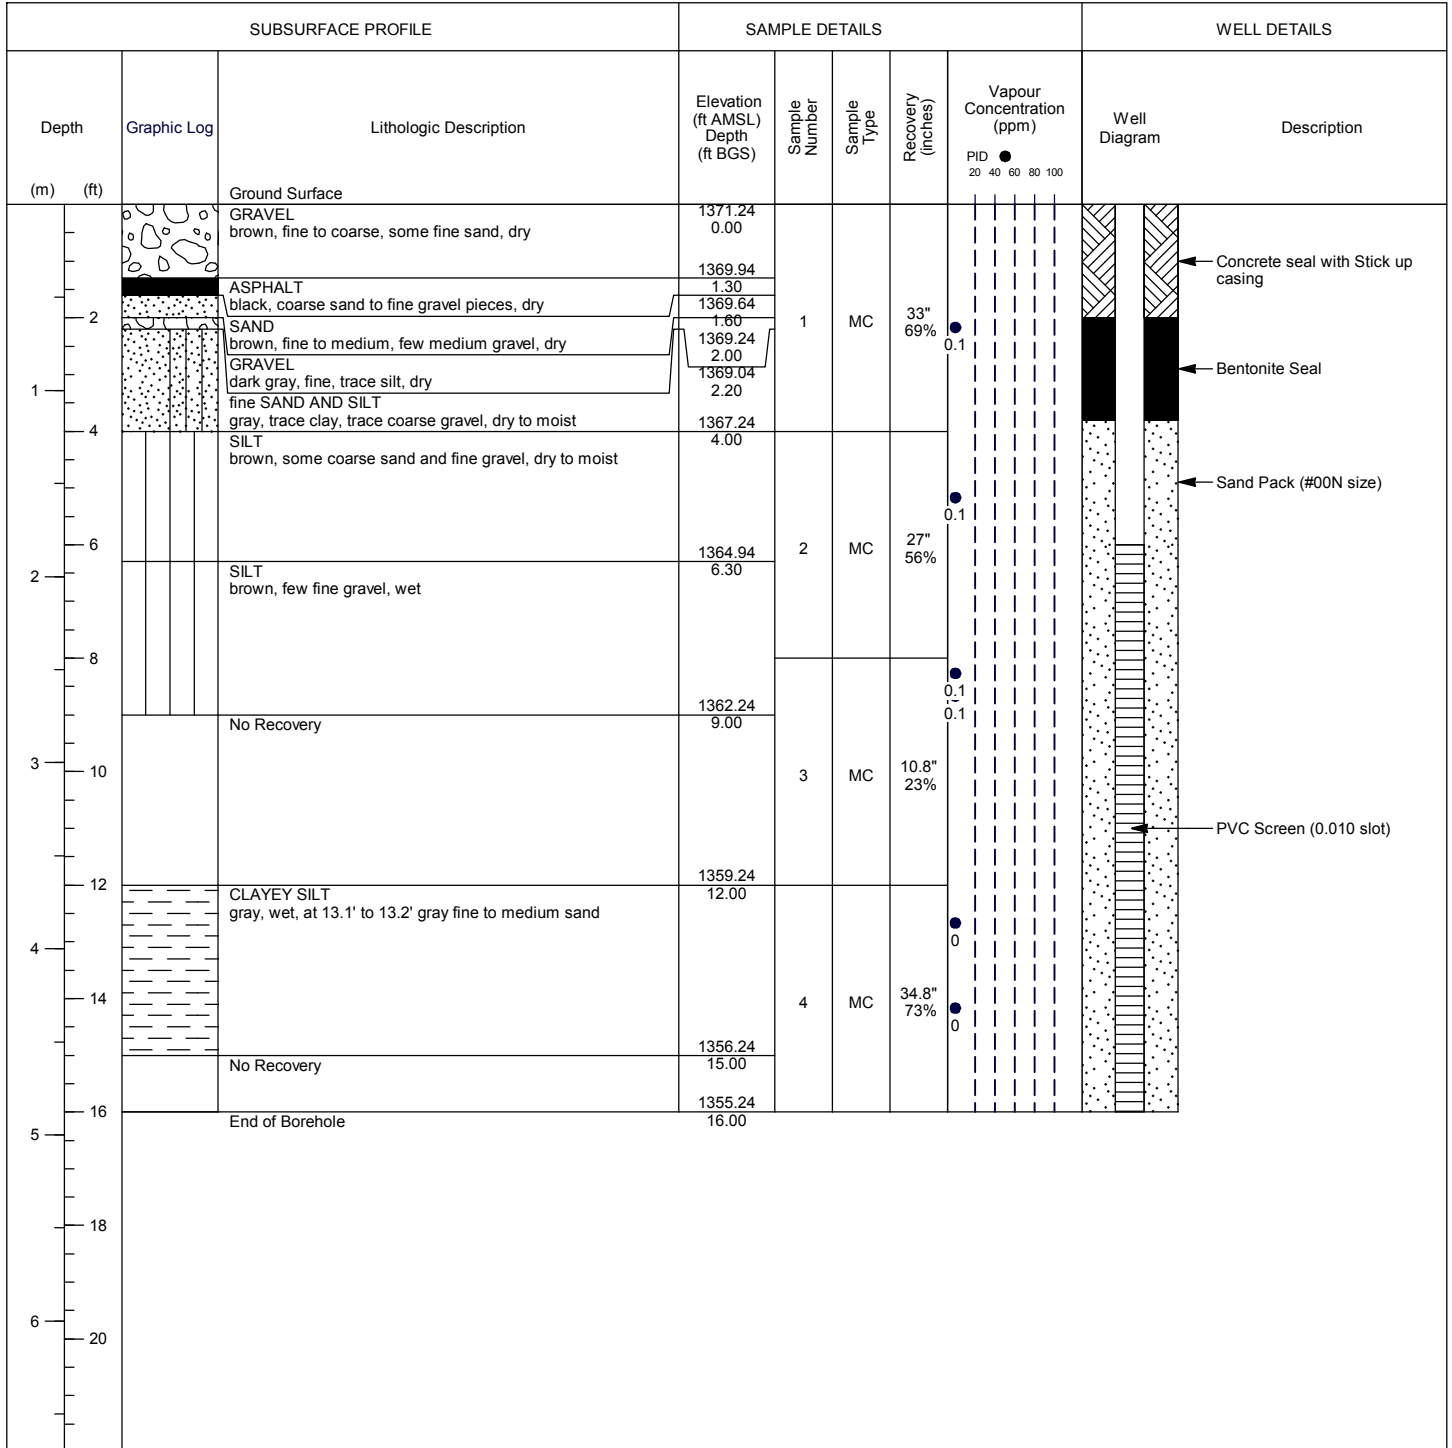 SUBSURFACE PROFILE
SAMPLE DETAILS
WELL DETAILS
Depth
Graphic Log
Lithologic Description
Elevation
(ft AMSL)
Depth
(ft BGS)
Sample
Number
Sample
Type
Recovery
(inches)
Vapour
Concentration
(ppm)
PID
20 40 60 80 100
Well
Diagram
Description
(m) (ft)
Ground Surface
GRAVEL
brown, fine to coarse, some fine sand, dry
ASPHALT
black, coarse sand to fine gravel pieces, dry
SAND
brown, fine to medium, few medium gravel, dry
GRAVEL
dark gray, fine, trace silt, dry
fine SAND AND SILT
gray, trace clay, trace coarse gravel, dry to moist
SILT
brown, some coarse sand and fine gravel, dry to moist
SILT
brown, few fine gravel, wet
No Recovery
CLAYEY SILT
gray, wet, at 13.1' to 13.2' gray fine to medium sand
No Recovery
End of Borehole
1371.24
0.00
1369.94
1.30
1369.64
1.60
1369.24
2.00
1369.04
2.20
1367.24
4.00
1364.94
6.30
1362.24
9.00
1359.24
12.00
1356.24
15.00
1355.24
16.00
1
MC
33"
69%
2
MC
27"
56%
3
MC
10.8"
23%
4
MC
34.8"
73%
0.1
0.1
0.1
0.1
0
0
Concrete seal with Stick up
casing
Bentonite Seal
Sand Pack (#00N size)
PVC Screen (0.010 slot)
1
2
3
4
5
6
2
4
6
8
10
12
14
16
18
20